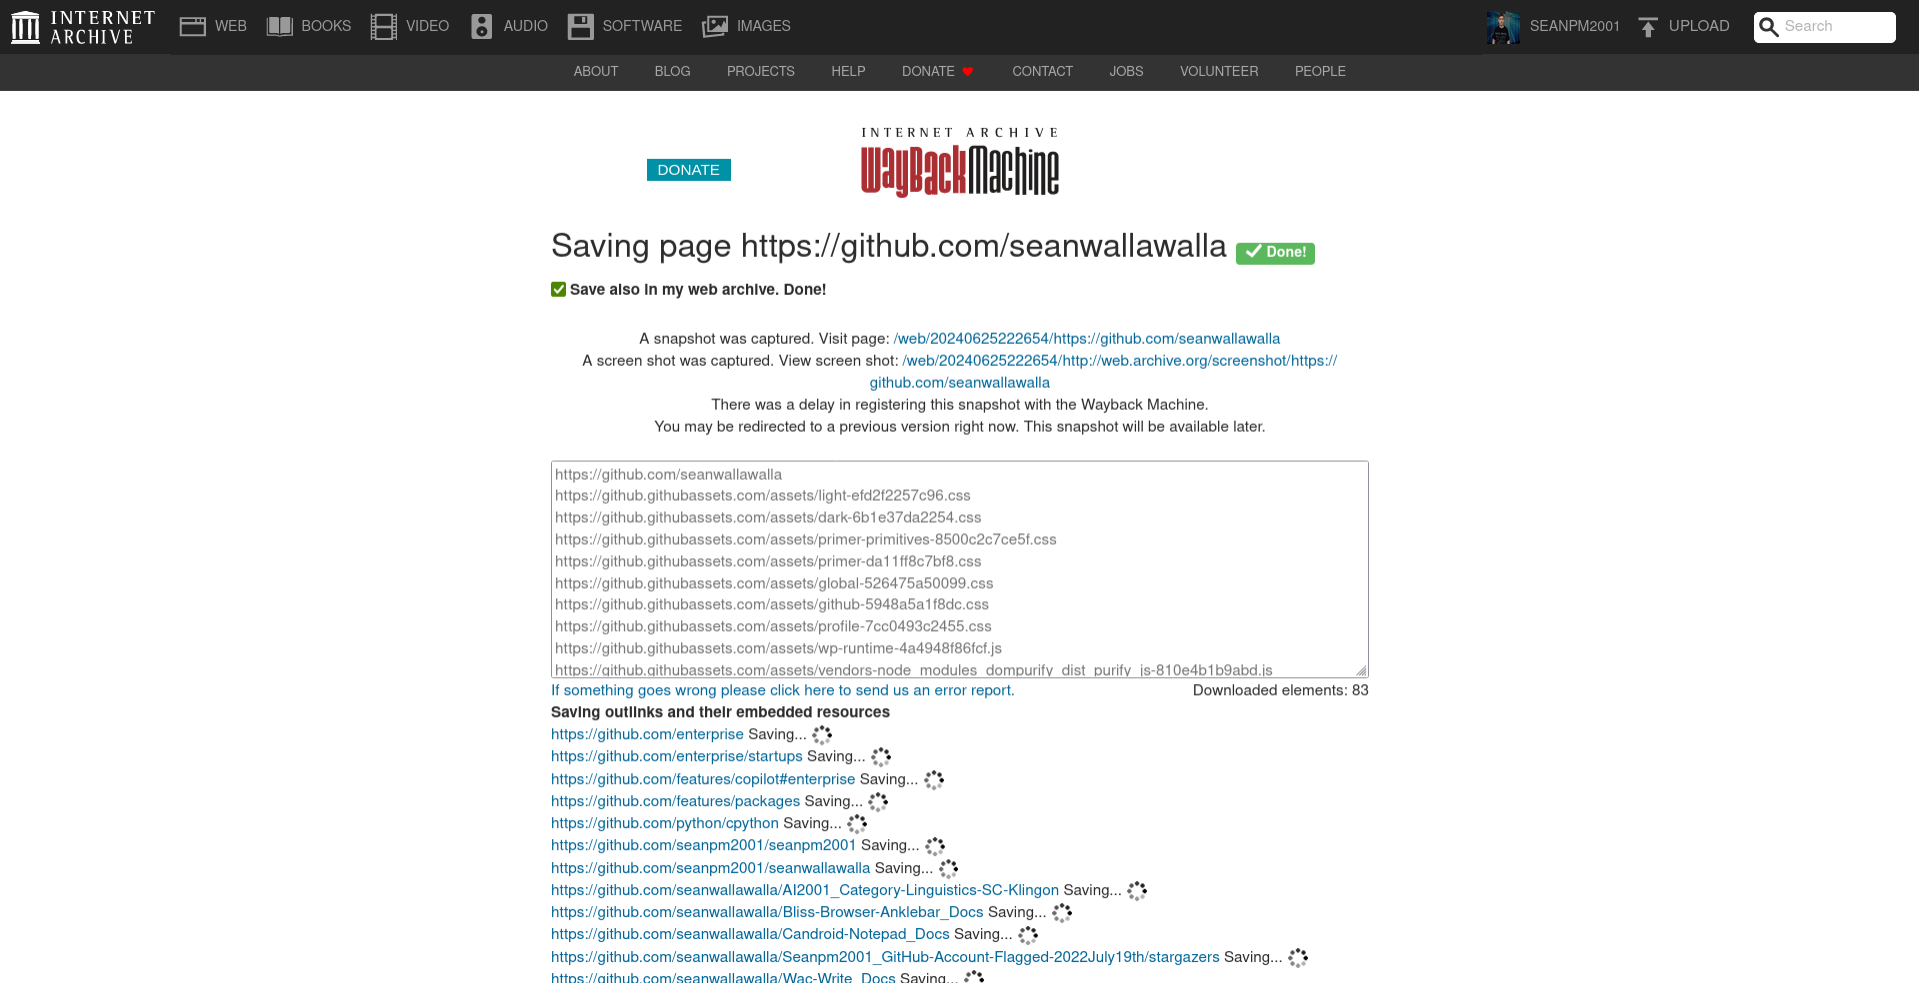 INTERNET ARCHIVE
WEB BOOKS VIDEO AUDIO SOFTWARE IMAGES
SEANPM2001 UPLOAD Search
ABOUT BLOG PROJECTS HELP DONATE CONTACT JOBS VOLUNTEER PEOPLE
INTERNET ARCHIVE
WayBackMachine
DONATE
Saving page https://github.com/seanwallawalla Done!
Save also in my web archive. Done!
A snapshot was captured. Visit page: /web/20240625222654/https://github.com/seanwallawalla
A screen shot was captured. View screen shot: /web/20240625222654/http://web.archive.org/screenshot/https://
github.com/seanwallawalla
There was a delay in registering this snapshot with the Wayback Machine.
You may be redirected to a previous version right now. This snapshot will be available later.
https://github.com/seanwallawalla
https://github.githubassets.com/assets/light-efd2f2257c96.css
https://github.githubassets.com/assets/dark-6b1e37da2254.css
https://github.githubassets.com/assets/primer-primitives-8500c2c7ce5f.css
https://github.githubassets.com/assets/primer-da11ff8c7bf8.css
https://github.githubassets.com/assets/global-526475a50099.css
https://github.githubassets.com/assets/github-5948a5a1f8dc.css
https://github.githubassets.com/assets/profile-7cc0493c2455.css
https://github.githubassets.com/assets/wp-runtime-4a4948f86fcf.js
https://github.githubassets.com/assets/vendors-node_modules_dompurify_dist_purify_js-810e4b1b9abd.js
If something goes wrong please click here to send us an error report. Downloaded elements: 83
Saving outlinks and their embedded resources
https://github.com/enterprise Saving...
https://github.com/enterprise/startups Saving...
https://github.com/features/copilot#enterprise Saving...
https://github.com/features/packages Saving...
https://github.com/python/cpython Saving...
https://github.com/seanpm2001/seanpm2001 Saving...
https://github.com/seanpm2001/seanwallawalla Saving...
https://github.com/seanwallawalla/AI2001_Category-Linguistics-SC-Klingon Saving...
https://github.com/seanwallawalla/Bliss-Browser-Anklebar_Docs Saving...
https://github.com/seanwallawalla/Candroid-Notepad_Docs Saving...
https://github.com/seanwallawalla/Seanpm2001_GitHub-Account-Flagged-2022July19th/stargazers Saving...
https://github.com/seanwallawalla/Wac-Write_Docs Saving...